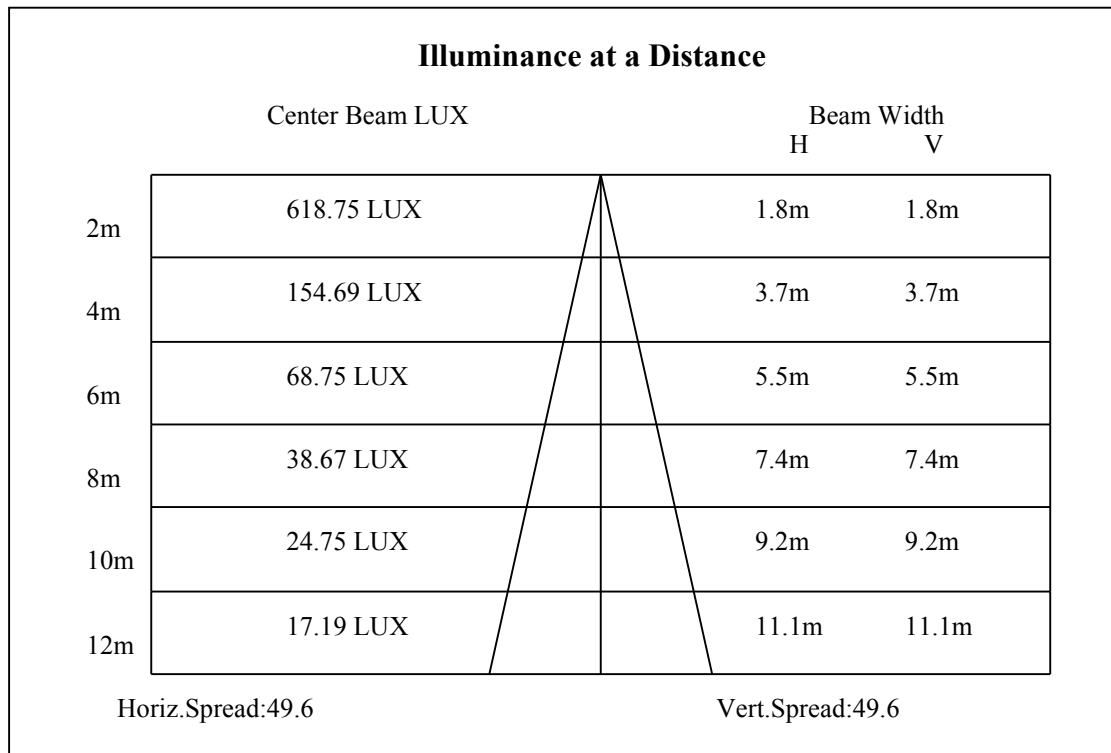 Illuminance at a Distance
Center Beam LUX Beam Width
H V
2m 618.75 LUX 1.8m 1.8m
4m 154.69 LUX 3.7m 3.7m
6m 68.75 LUX 5.5m 5.5m
8m 38.67 LUX 7.4m 7.4m
10m 24.75 LUX 9.2m 9.2m
12m 17.19 LUX 11.1m 11.1m
Horiz.Spread:49.6 Vert.Spread:49.6